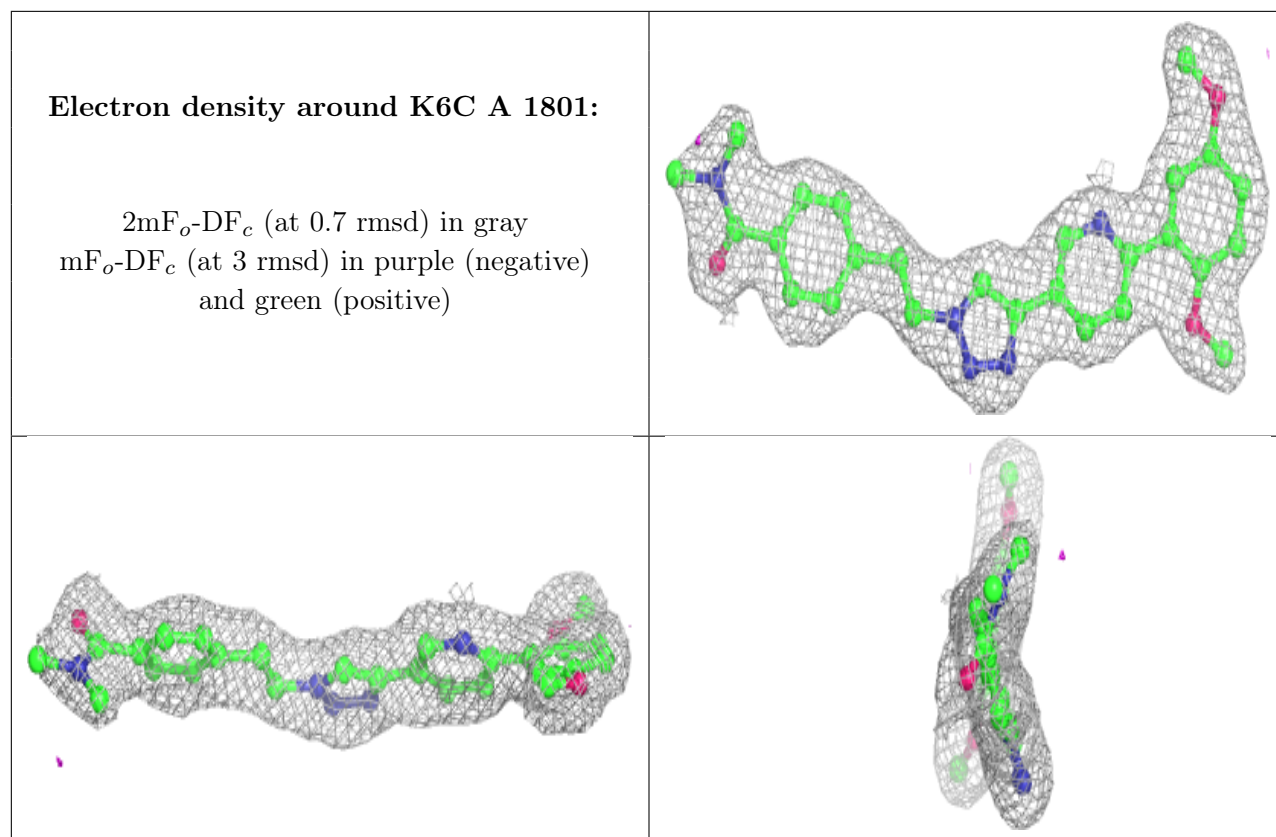 Electron density around K6C A 1801:
2mFₒ-DF𝒸 (at 0.7 rmsd) in gray
mFₒ-DF𝒸 (at 3 rmsd) in purple (negative)
and green (positive)